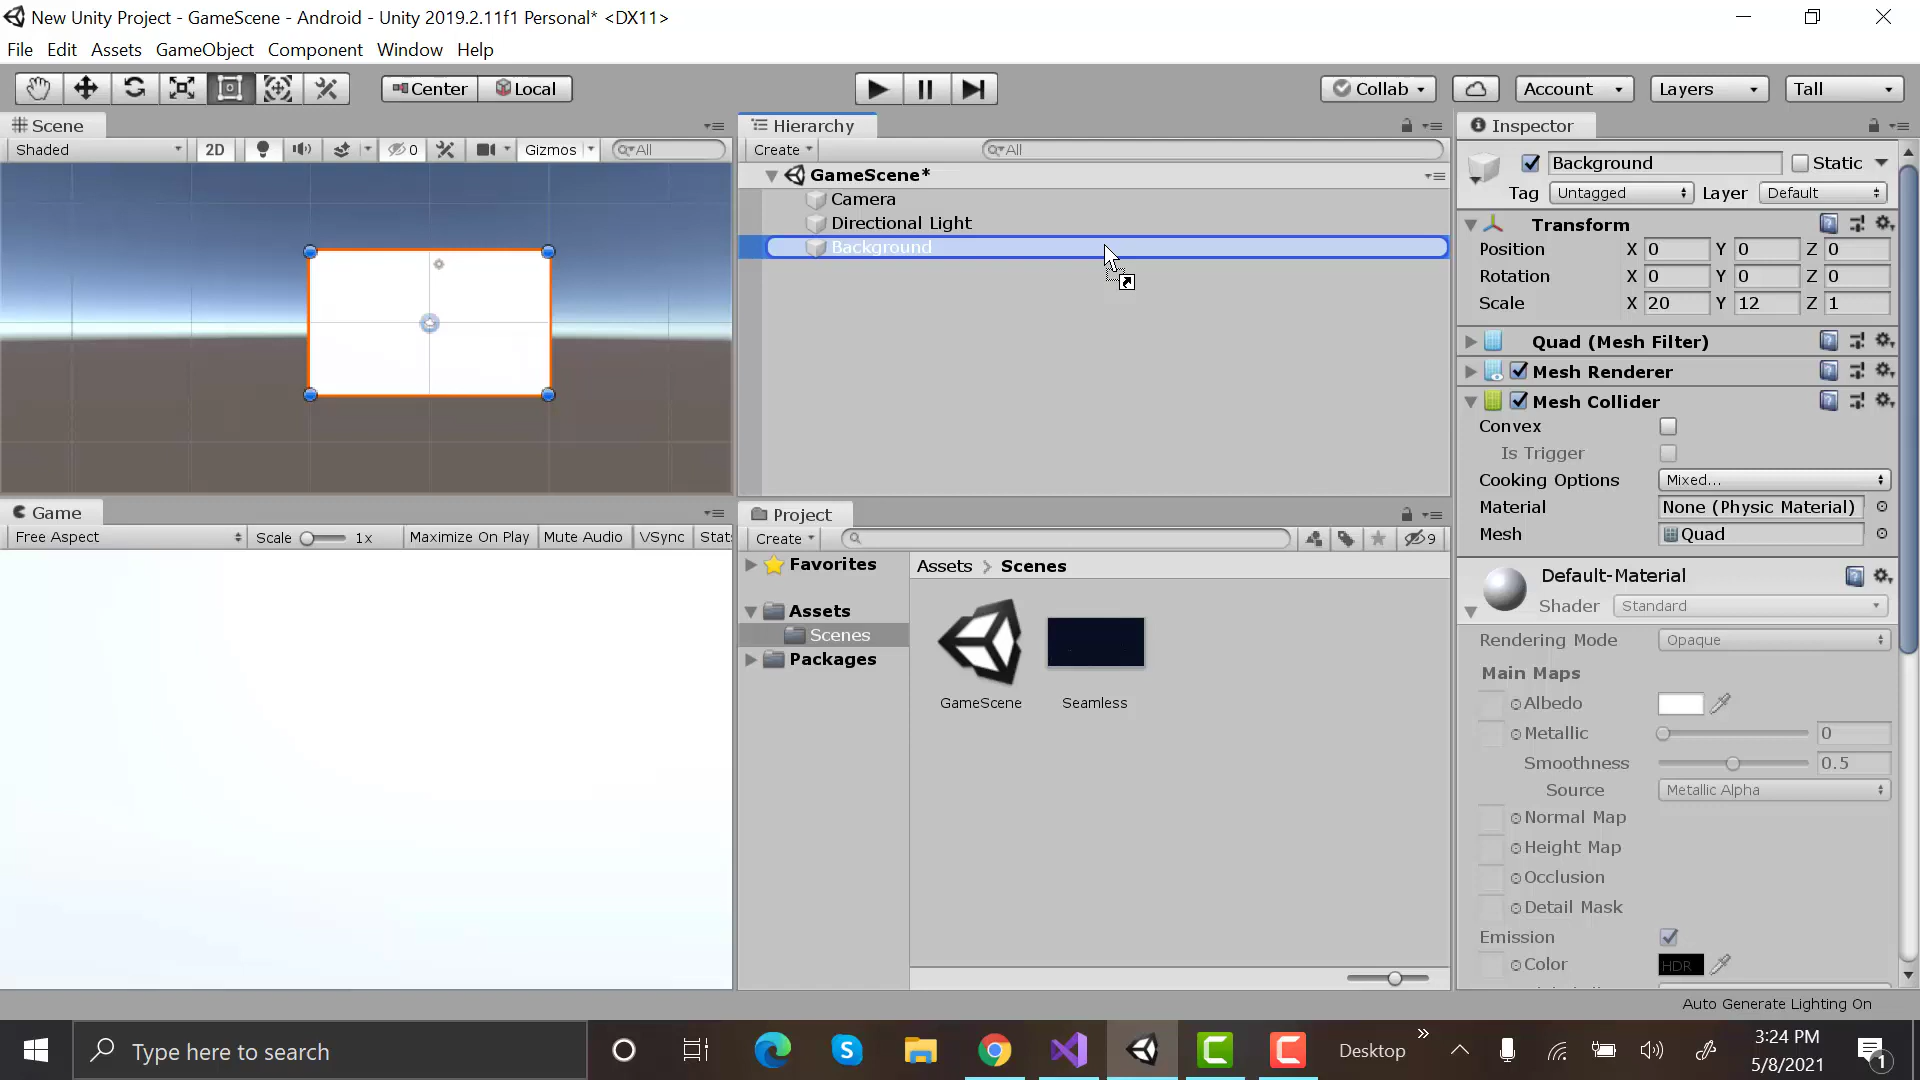 New Unity Project - GameScene - Android - Unity 2019.2.11f1 Personal* <DX11>
File Edit Assets GameObject Component Window Help
Center Local Collab Account Layers Tall
Scene
Shaded 2D 0 Gizmos All
Hierarchy
Create All
GameScene*
Camera
Directional Light
Background
Inspector
Background Static
Tag Untagged Layer Default
Transform
Position X 0 Y 0 Z 0
Rotation X 0 Y 0 Z 0
Scale X 20 Y 12 Z 1
Quad (Mesh Filter)
Mesh Renderer
Mesh Collider
Convex
Is Trigger
Cooking Options Mixed...
Material None (Physic Material)
Mesh Quad
Default-Material
Shader Standard
Rendering Mode Opaque
Main Maps
Albedo
Metallic 0
Smoothness 0.5
Source Metallic Alpha
Normal Map
Height Map
Occlusion
Detail Mask
Emission
Color HDR
Game
Free Aspect Scale 1x Maximize On Play Mute Audio VSync Stats
Project
Create 9
Favorites
Assets
Scenes
Packages
Assets > Scenes
GameScene Seamless
Auto Generate Lighting On
Type here to search
Desktop
3:24 PM
5/8/2021
1